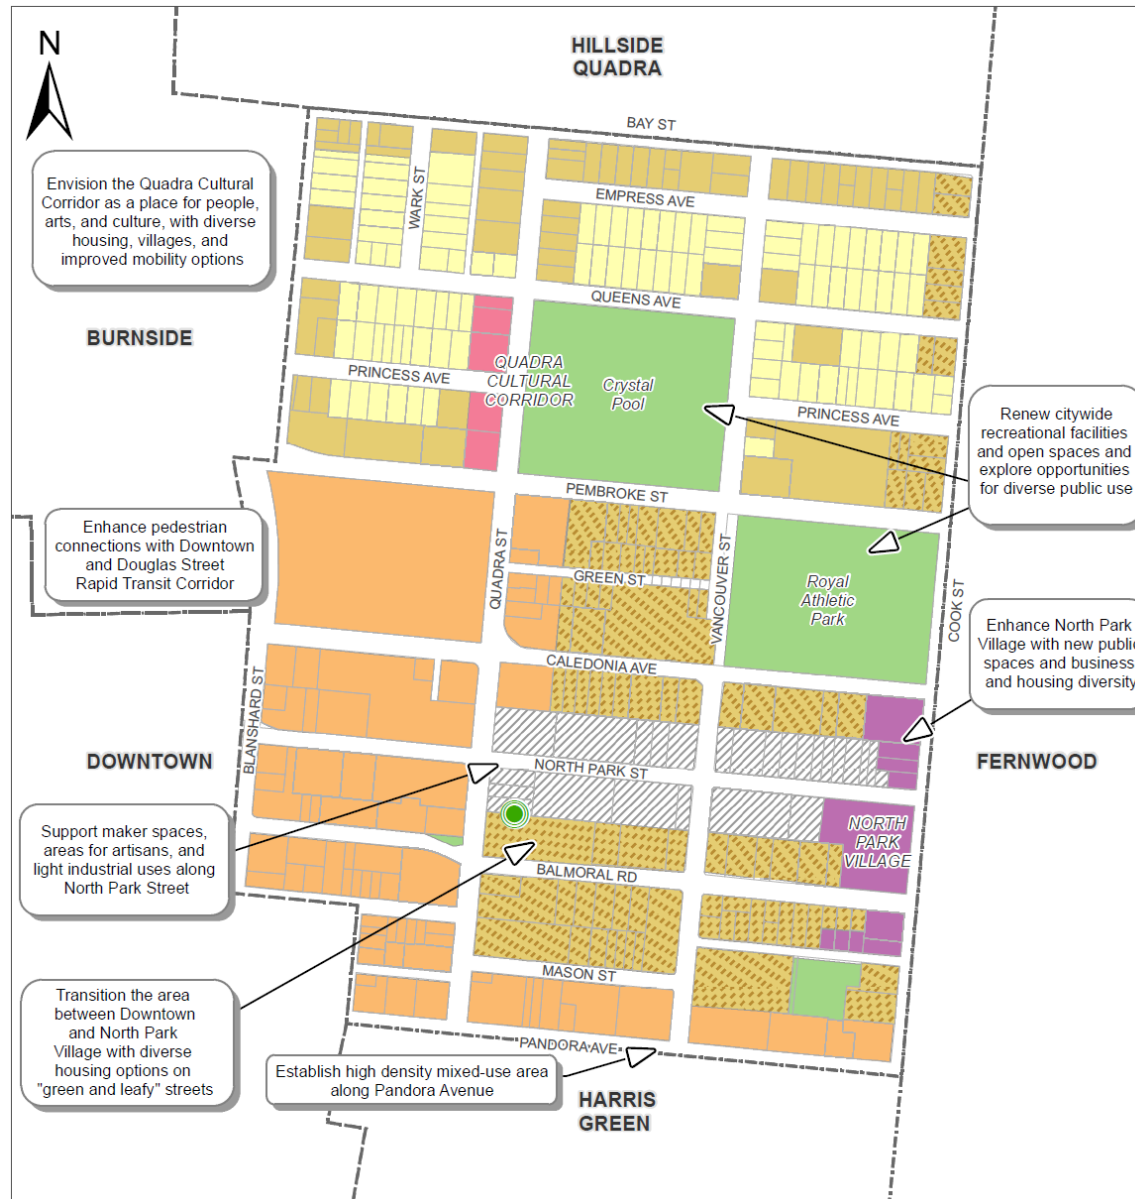 HILLSIDE
QUADRA
N
BAY ST
Envision the Quadra Cultural
Corridor as a place for people,
arts, and culture, with diverse
housing, villages, and
improved mobility options
WARK ST
EMPRESS AVE
QUEENS AVE
BURNSIDE
PRINCESS AVE
QUADRA
CULTURAL
CORRIDOR
Crystal
Pool
PRINCESS AVE
Renew citywide
recreational facilities
and open spaces and
explore opportunities
for diverse public use
PEMBROKE ST
Enhance pedestrian
connections with Downtown
and Douglas Street
Rapid Transit Corridor
QUADRA ST
GREEN ST
VANCOUVER ST
Royal
Athletic
Park
COOK ST
Enhance North Park
Village with new public
spaces and business
and housing diversity
CALEDONIA AVE
BLANSHARD ST
DOWNTOWN
NORTH PARK ST
FERNWOOD
Support maker spaces,
areas for artisans, and
light industrial uses along
North Park Street
NORTH
PARK
VILLAGE
BALMORAL RD
MASON ST
Transition the area
between Downtown
and North Park
Village with diverse
housing options on
"green and leafy" streets
PANDORA AVE
Establish high density mixed-use area
along Pandora Avenue
HARRIS
GREEN